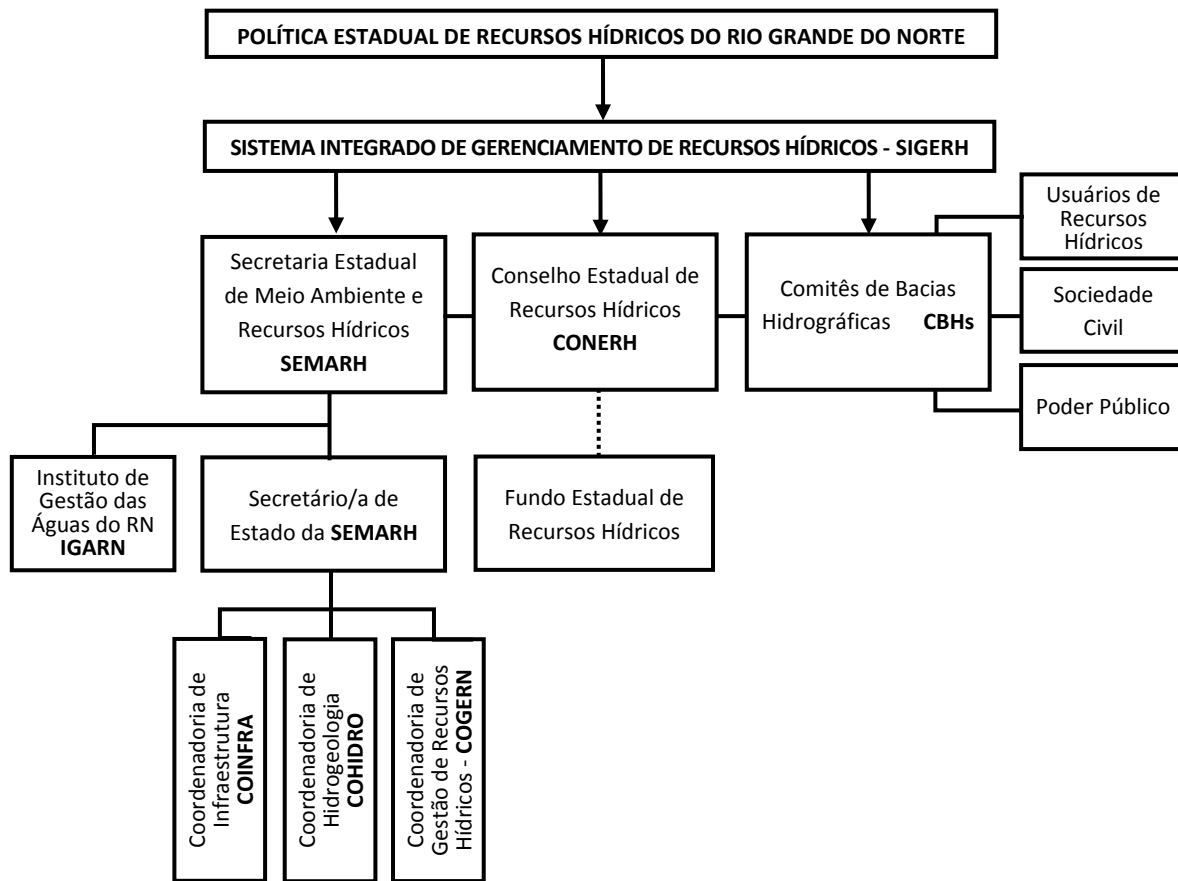 POLÍTICA ESTADUAL DE RECURSOS HÍDRICOS DO RIO GRANDE DO NORTE
SISTEMA INTEGRADO DE GERENCIAMENTO DE RECURSOS HÍDRICOS - SIGERH
Secretaria Estadual
de Meio Ambiente e
Recursos Hídricos
SEMARH
Conselho Estadual de
Recursos Hídricos
CONERH
Comitês de Bacias
Hidrográficas CBHs
Usuários de
Recursos
Hídricos
Sociedade
Civil
Poder Público
Instituto de
Gestão das
Águas do RN
IGARN
Secretário/a de
Estado da SEMARH
Fundo Estadual de
Recursos Hídricos
Coordenadoria de
Infraestrutura
COINFRA
Coordenadoria de
Hidrogeologia
COHIDRO
Coordenadoria de
Gestão de Recursos
Hídricos - COGERN